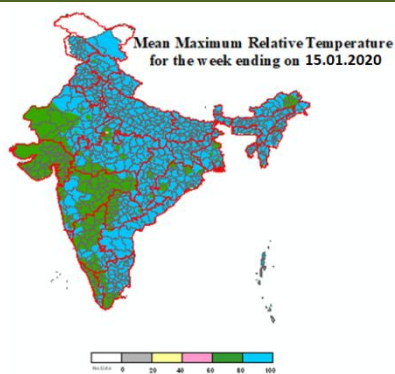 Mean Maximum Relative Temperature
for the week ending on 15.01.2020
No Data 0 20 40 60 80 100